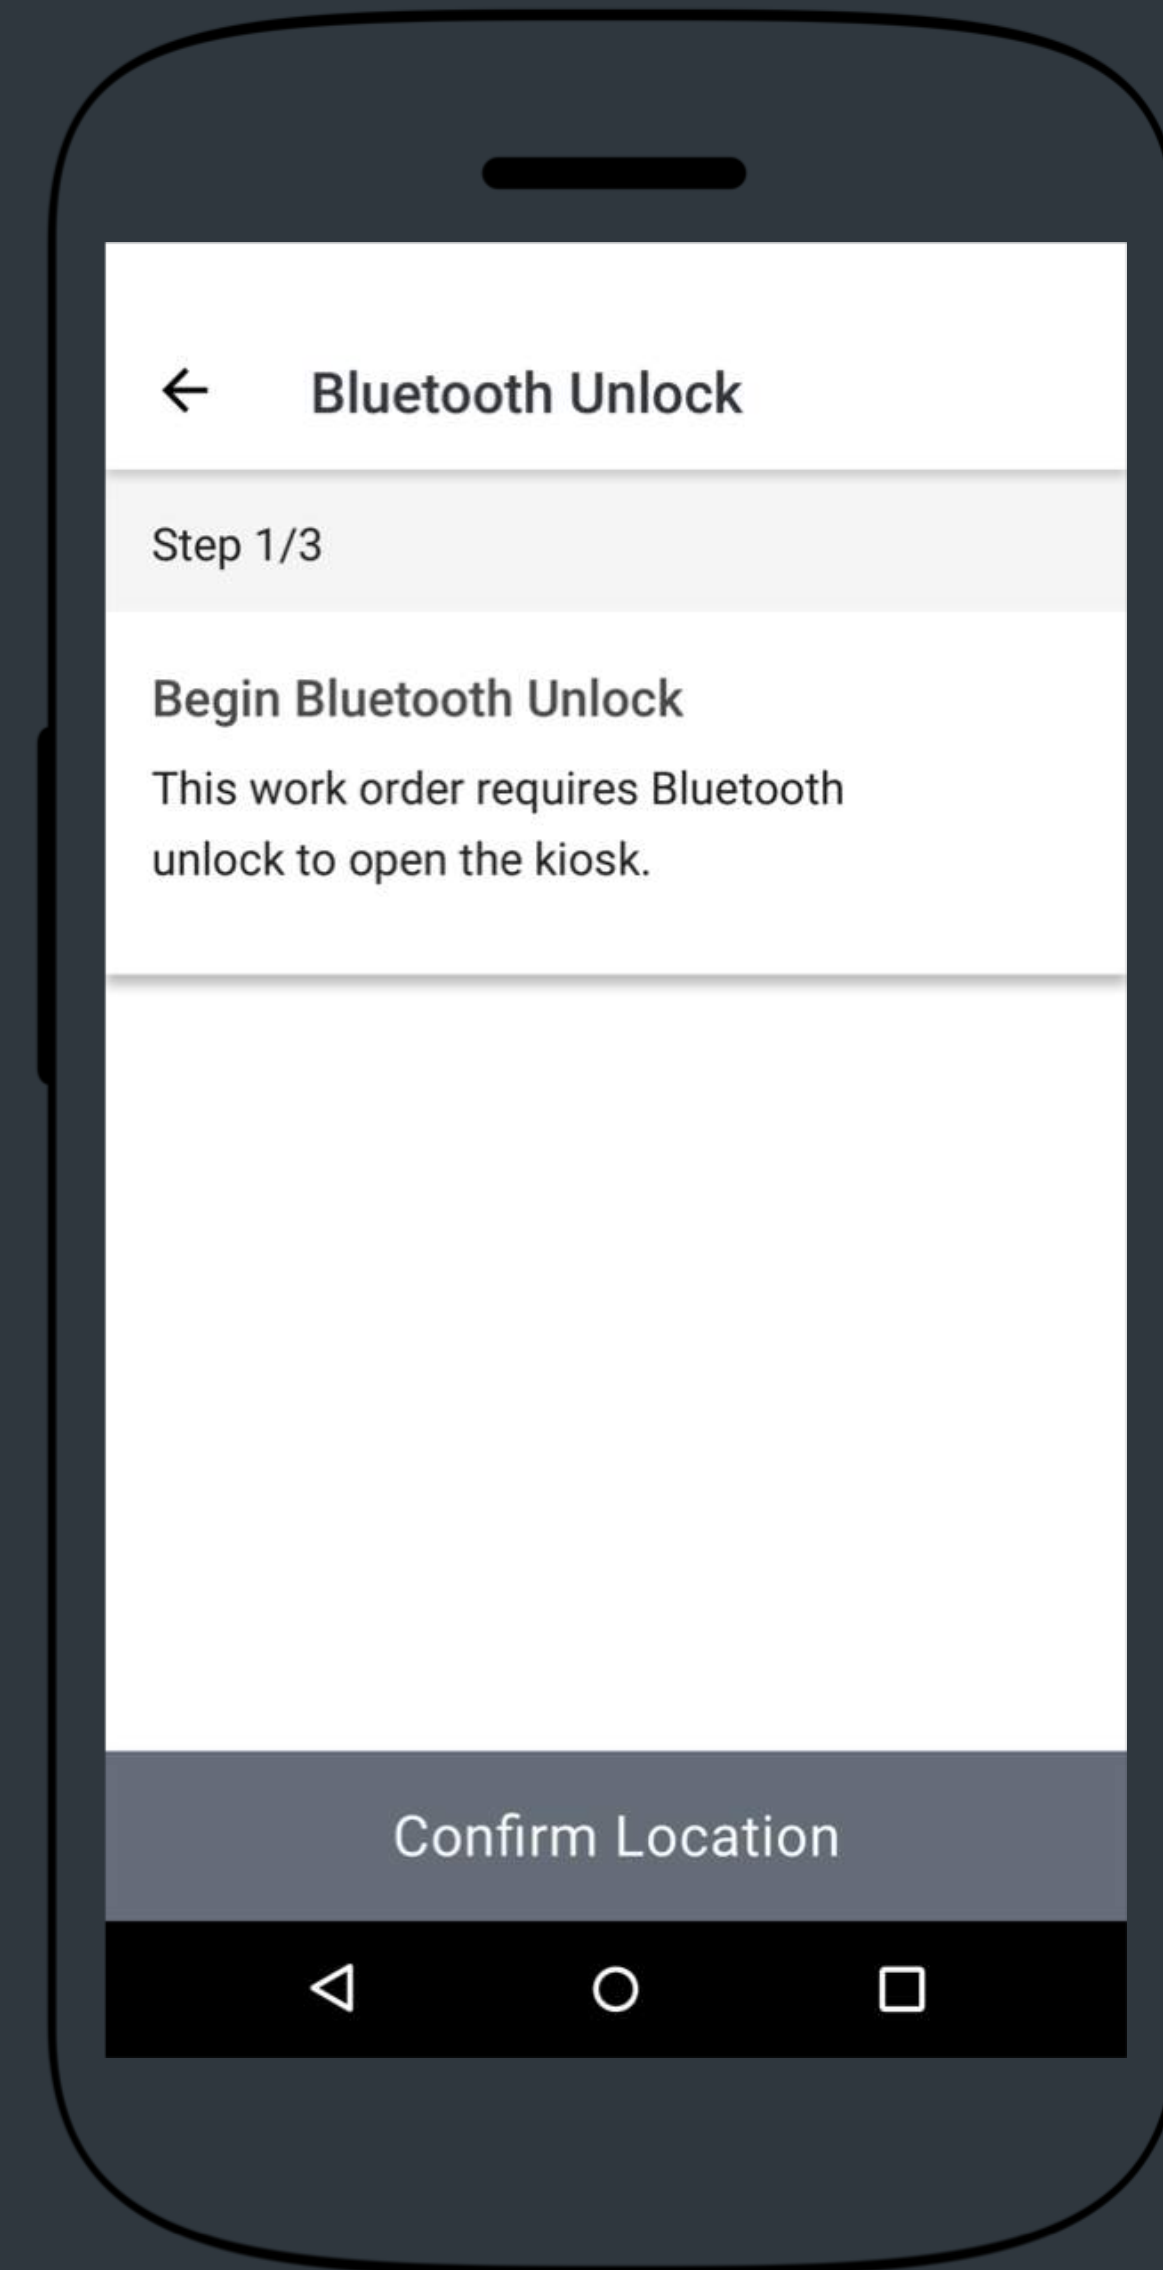 Bluetooth Unlock
Step 1/3
Begin Bluetooth Unlock
This work order requires Bluetooth
unlock to open the kiosk.
Confirm Location